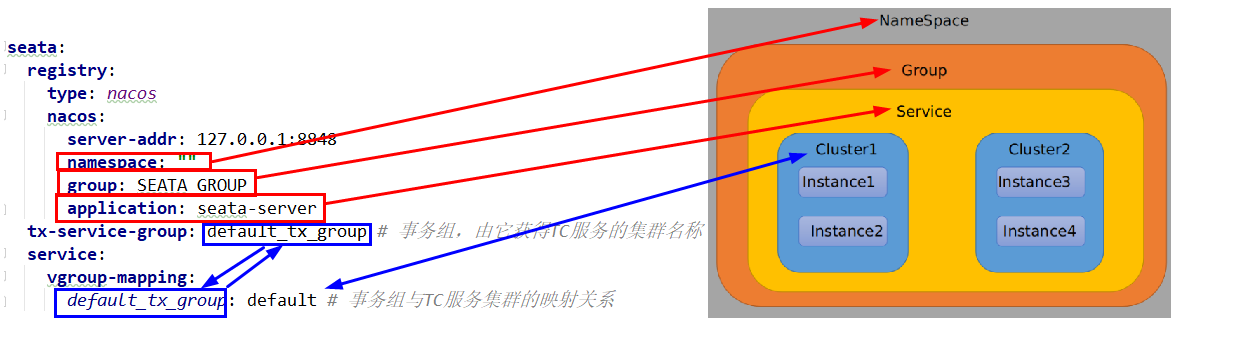 seata:
registry:
type: nacos
nacos:
server-addr: 127.0.0.1:8848
namespace: ""
group: SEATA_GROUP
application: seata-server
tx-service-group: default_tx_group # 事务组，由它获得TC服务的集群名称
service:
vgroup-mapping:
default_tx_group: default # 事务组与TC服务集群的映射关系
NameSpace
Group
Service
Cluster1
Instance1
Instance2
Cluster2
Instance3
Instance4